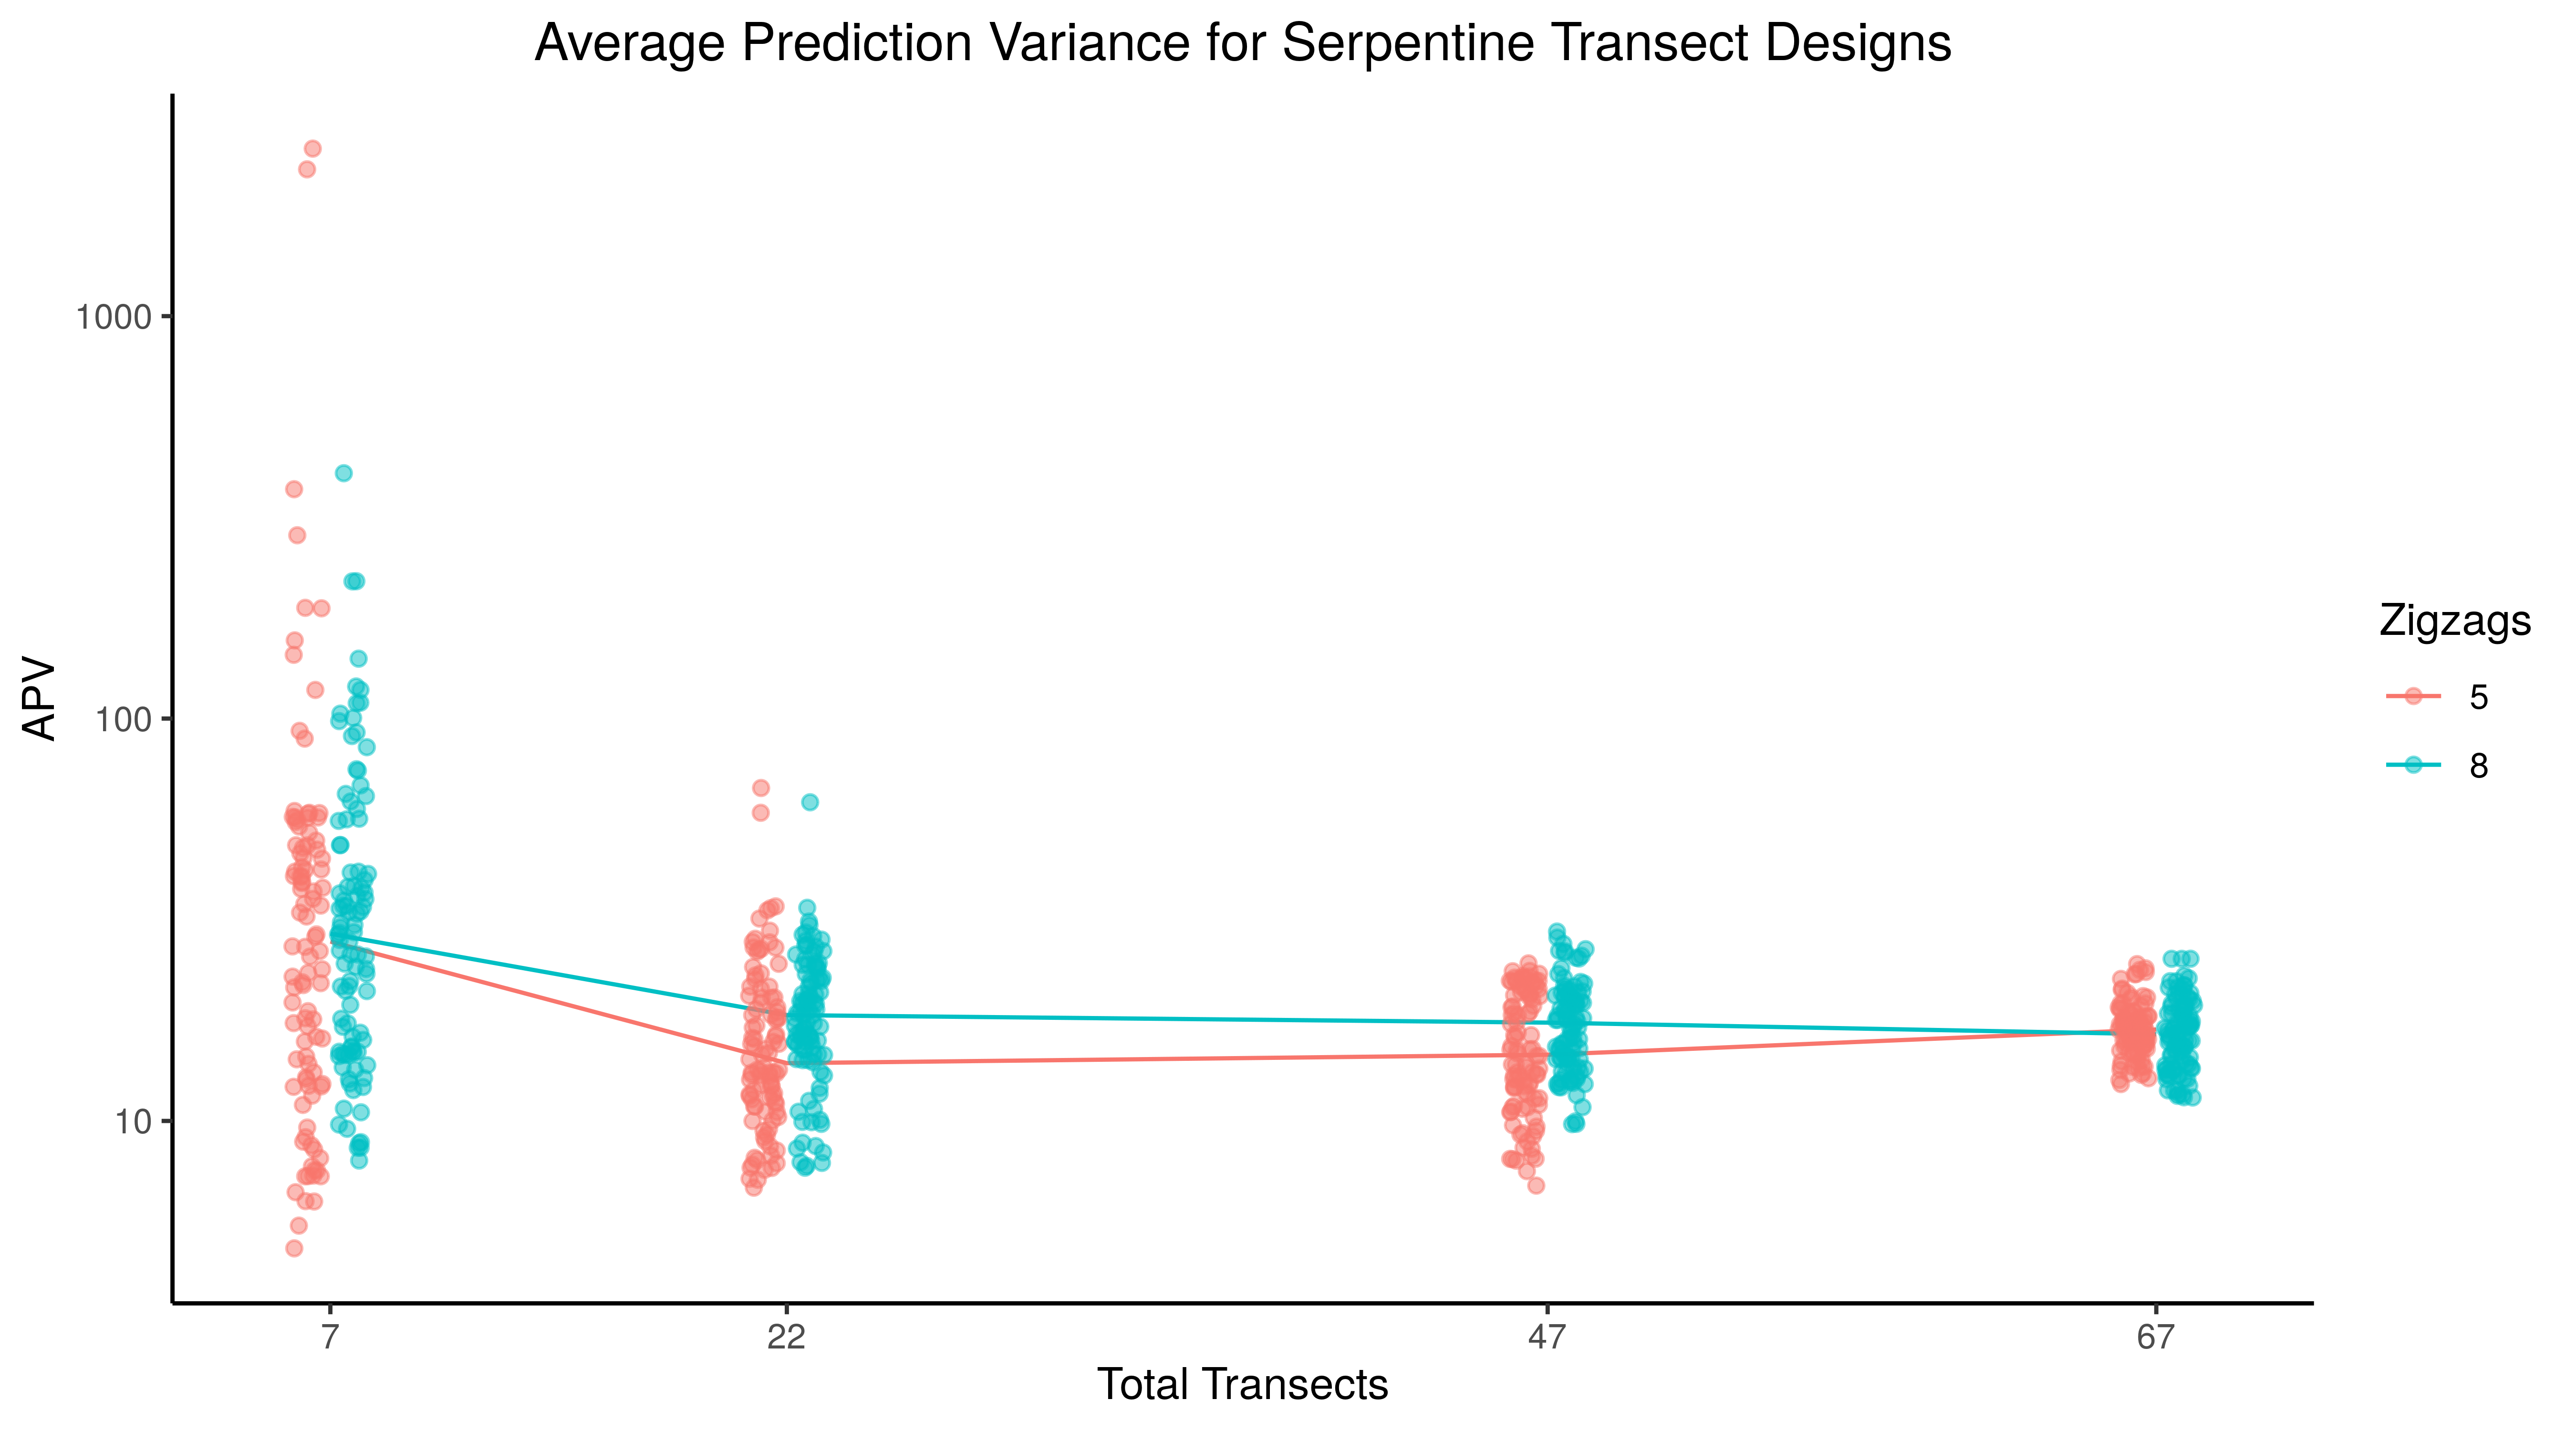 Average Prediction Variance for Serpentine Transect Designs
1000
100
10
APV
7 22 47 67
Total Transects
Zigzags
5
8